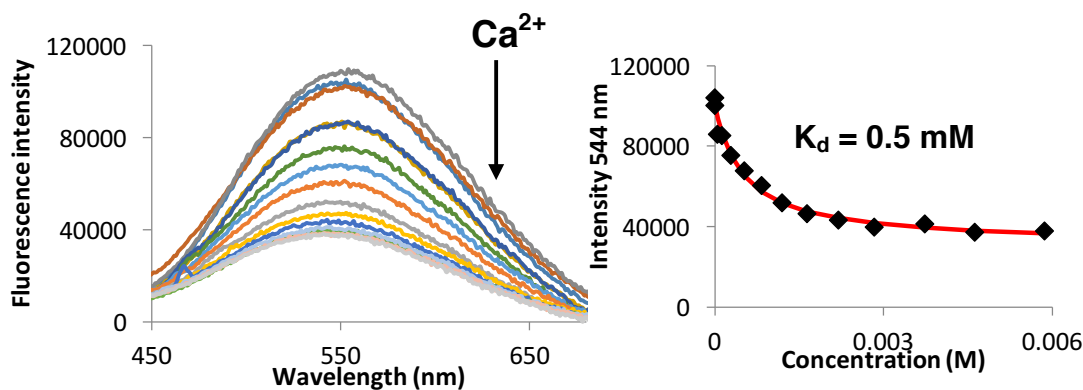 Ca2+
120000
80000
40000
0
Fluorescence intensity
450
550
650
Wavelength (nm)
120000
80000
40000
0
Intensity 544 nm
Kd = 0.5 mM
0
0.003
0.006
Concentration (M)